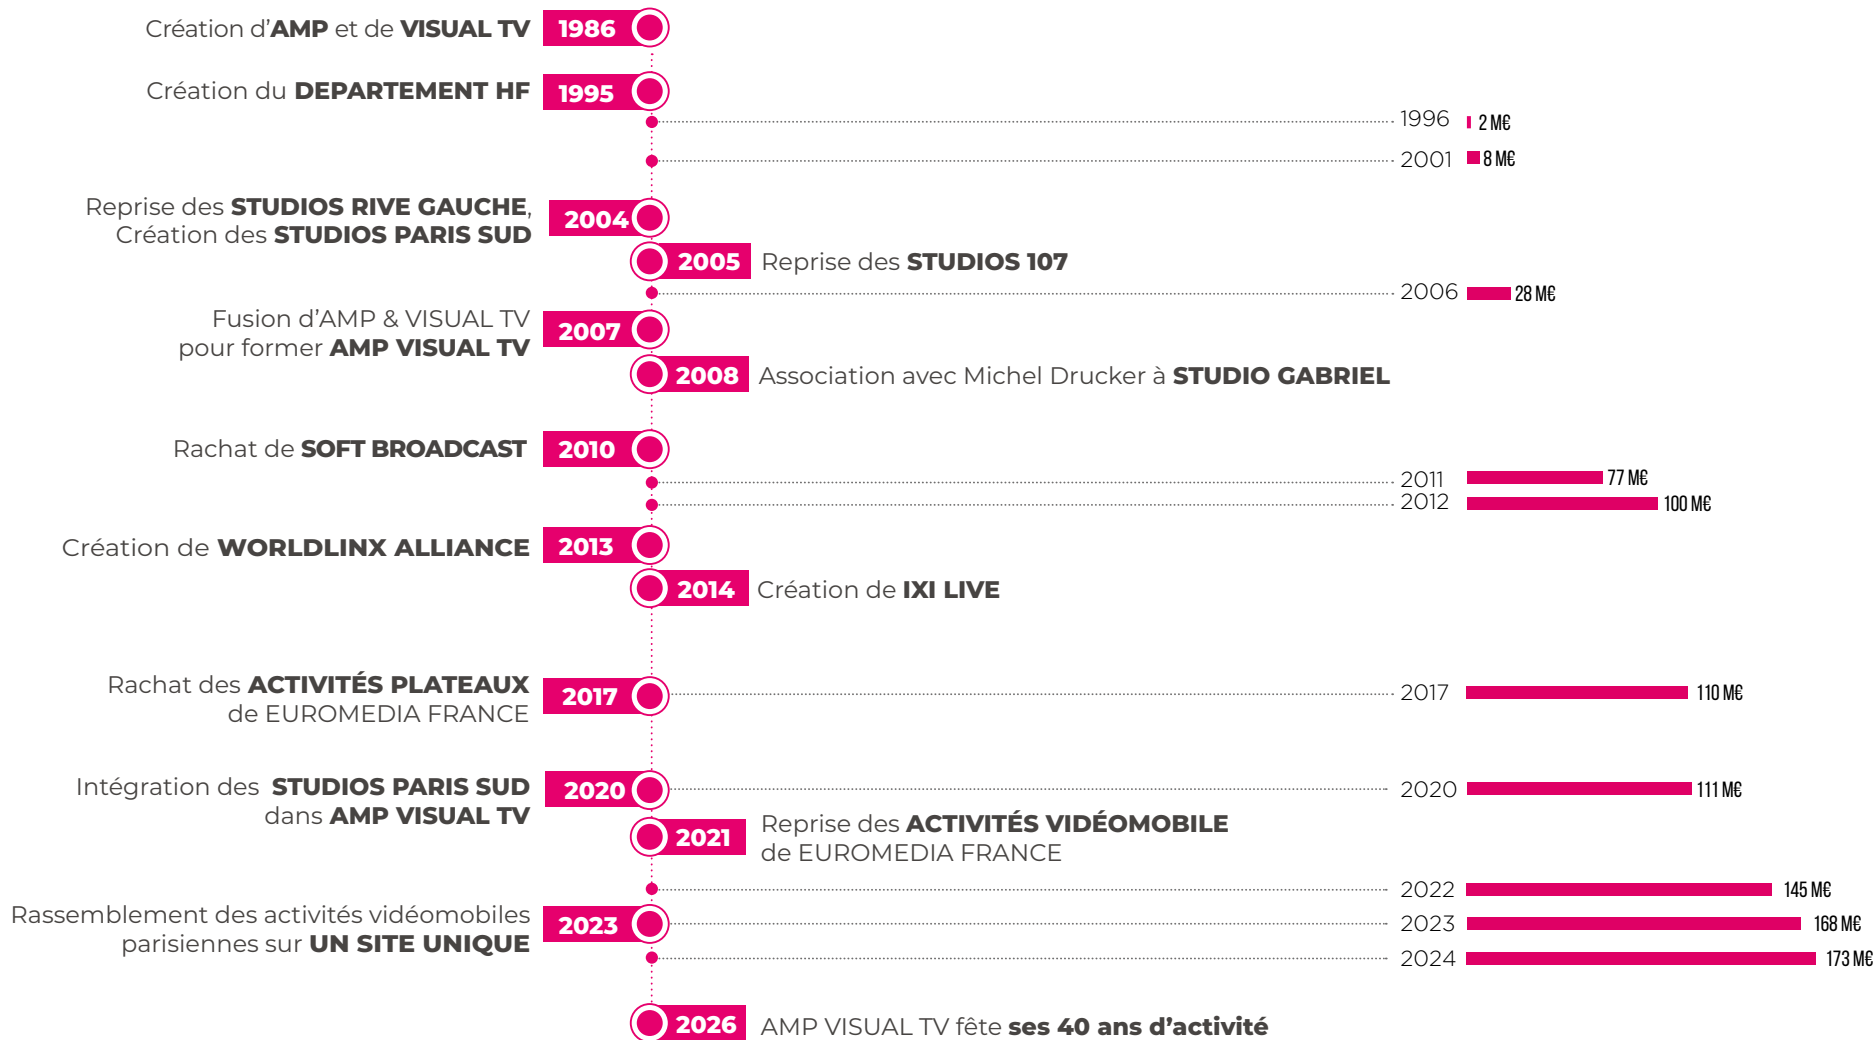 Création d’AMP et de VISUAL TV 1986
Création du DEPARTEMENT HF 1995
1996 2 M€
2001 8 M€
Reprise des STUDIOS RIVE GAUCHE,
Création des STUDIOS PARIS SUD
2004
2005 Reprise des STUDIOS 107
2006 28 M€
Fusion d’AMP & VISUAL TV
pour former AMP VISUAL TV
2007
2008 Association avec Michel Drucker à STUDIO GABRIEL
Rachat de SOFT BROADCAST 2010
2011 77 M€
2012 100 M€
Création de WORLDLINX ALLIANCE 2013
2014 Création de IXI LIVE
Rachat des ACTIVITÉS PLATEAUX
de EUROMEDIA FRANCE
2017
2017 110 M€
Intégration des STUDIOS PARIS SUD
dans AMP VISUAL TV
2020
2020 111 M€
2021
Reprise des ACTIVITÉS VIDÉOMOBILE
de EUROMEDIA FRANCE
2022 145 M€
Rassemblement des activités vidéomobiles
parisiennes sur UN SITE UNIQUE
2023
2023 168 M€
2024 173 M€
2026 AMP VISUAL TV fête ses 40 ans d’activité